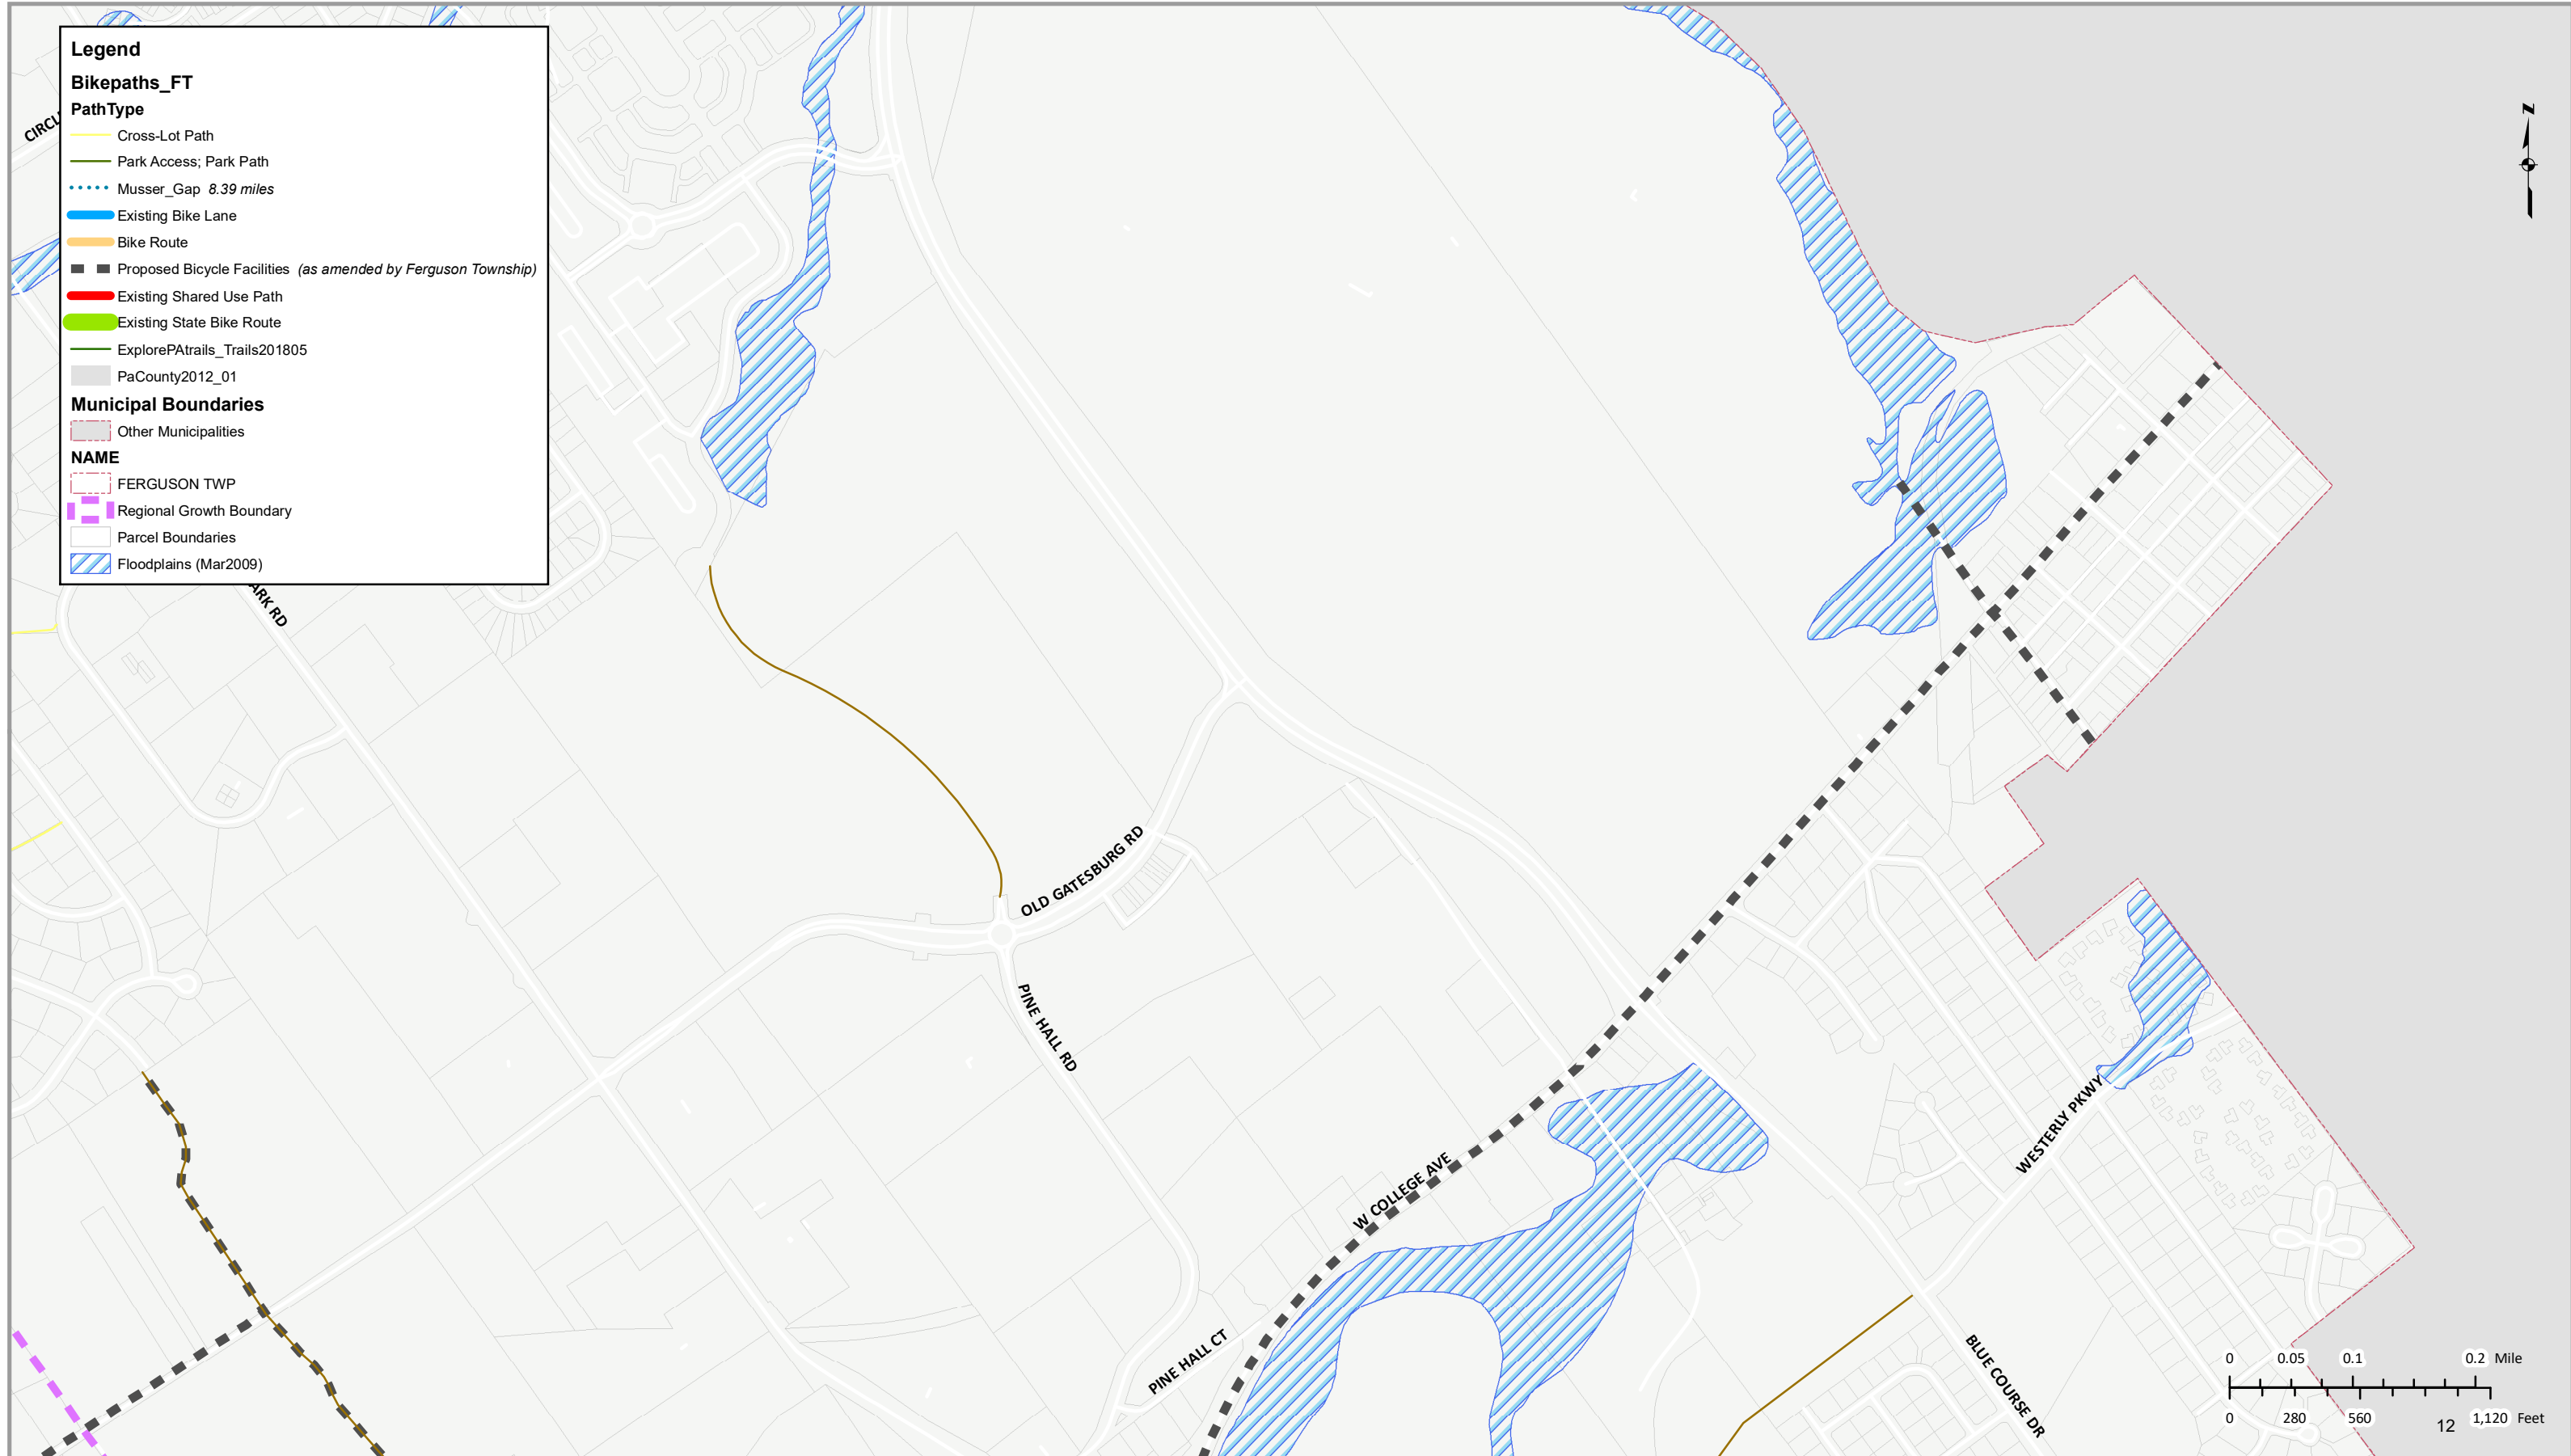 Legend
Bikepaths_FT
PathType
Cross-Lot Path
Park Access; Park Path
Musser_Gap 8.39 miles
Existing Bike Lane
Bike Route
Proposed Bicycle Facilities (as amended by Ferguson Township)
Existing Shared Use Path
Existing State Bike Route
ExplorePAtrails_Trails201805
PaCounty2012_01
Municipal Boundaries
Other Municipalities
NAME
FERGUSON TWP
Regional Growth Boundary
Parcel Boundaries
Floodplains (Mar2009)
CIRCL
ARK RD
N
OLD GATESBURG RD
PINE HALL RD
W COLLEGE AVE
PINE HALL CT
WESTERLY PKWY
BLUE COURSE DR
0 0.05 0.1 0.2 Mile
0 280 560 1,120 Feet
12